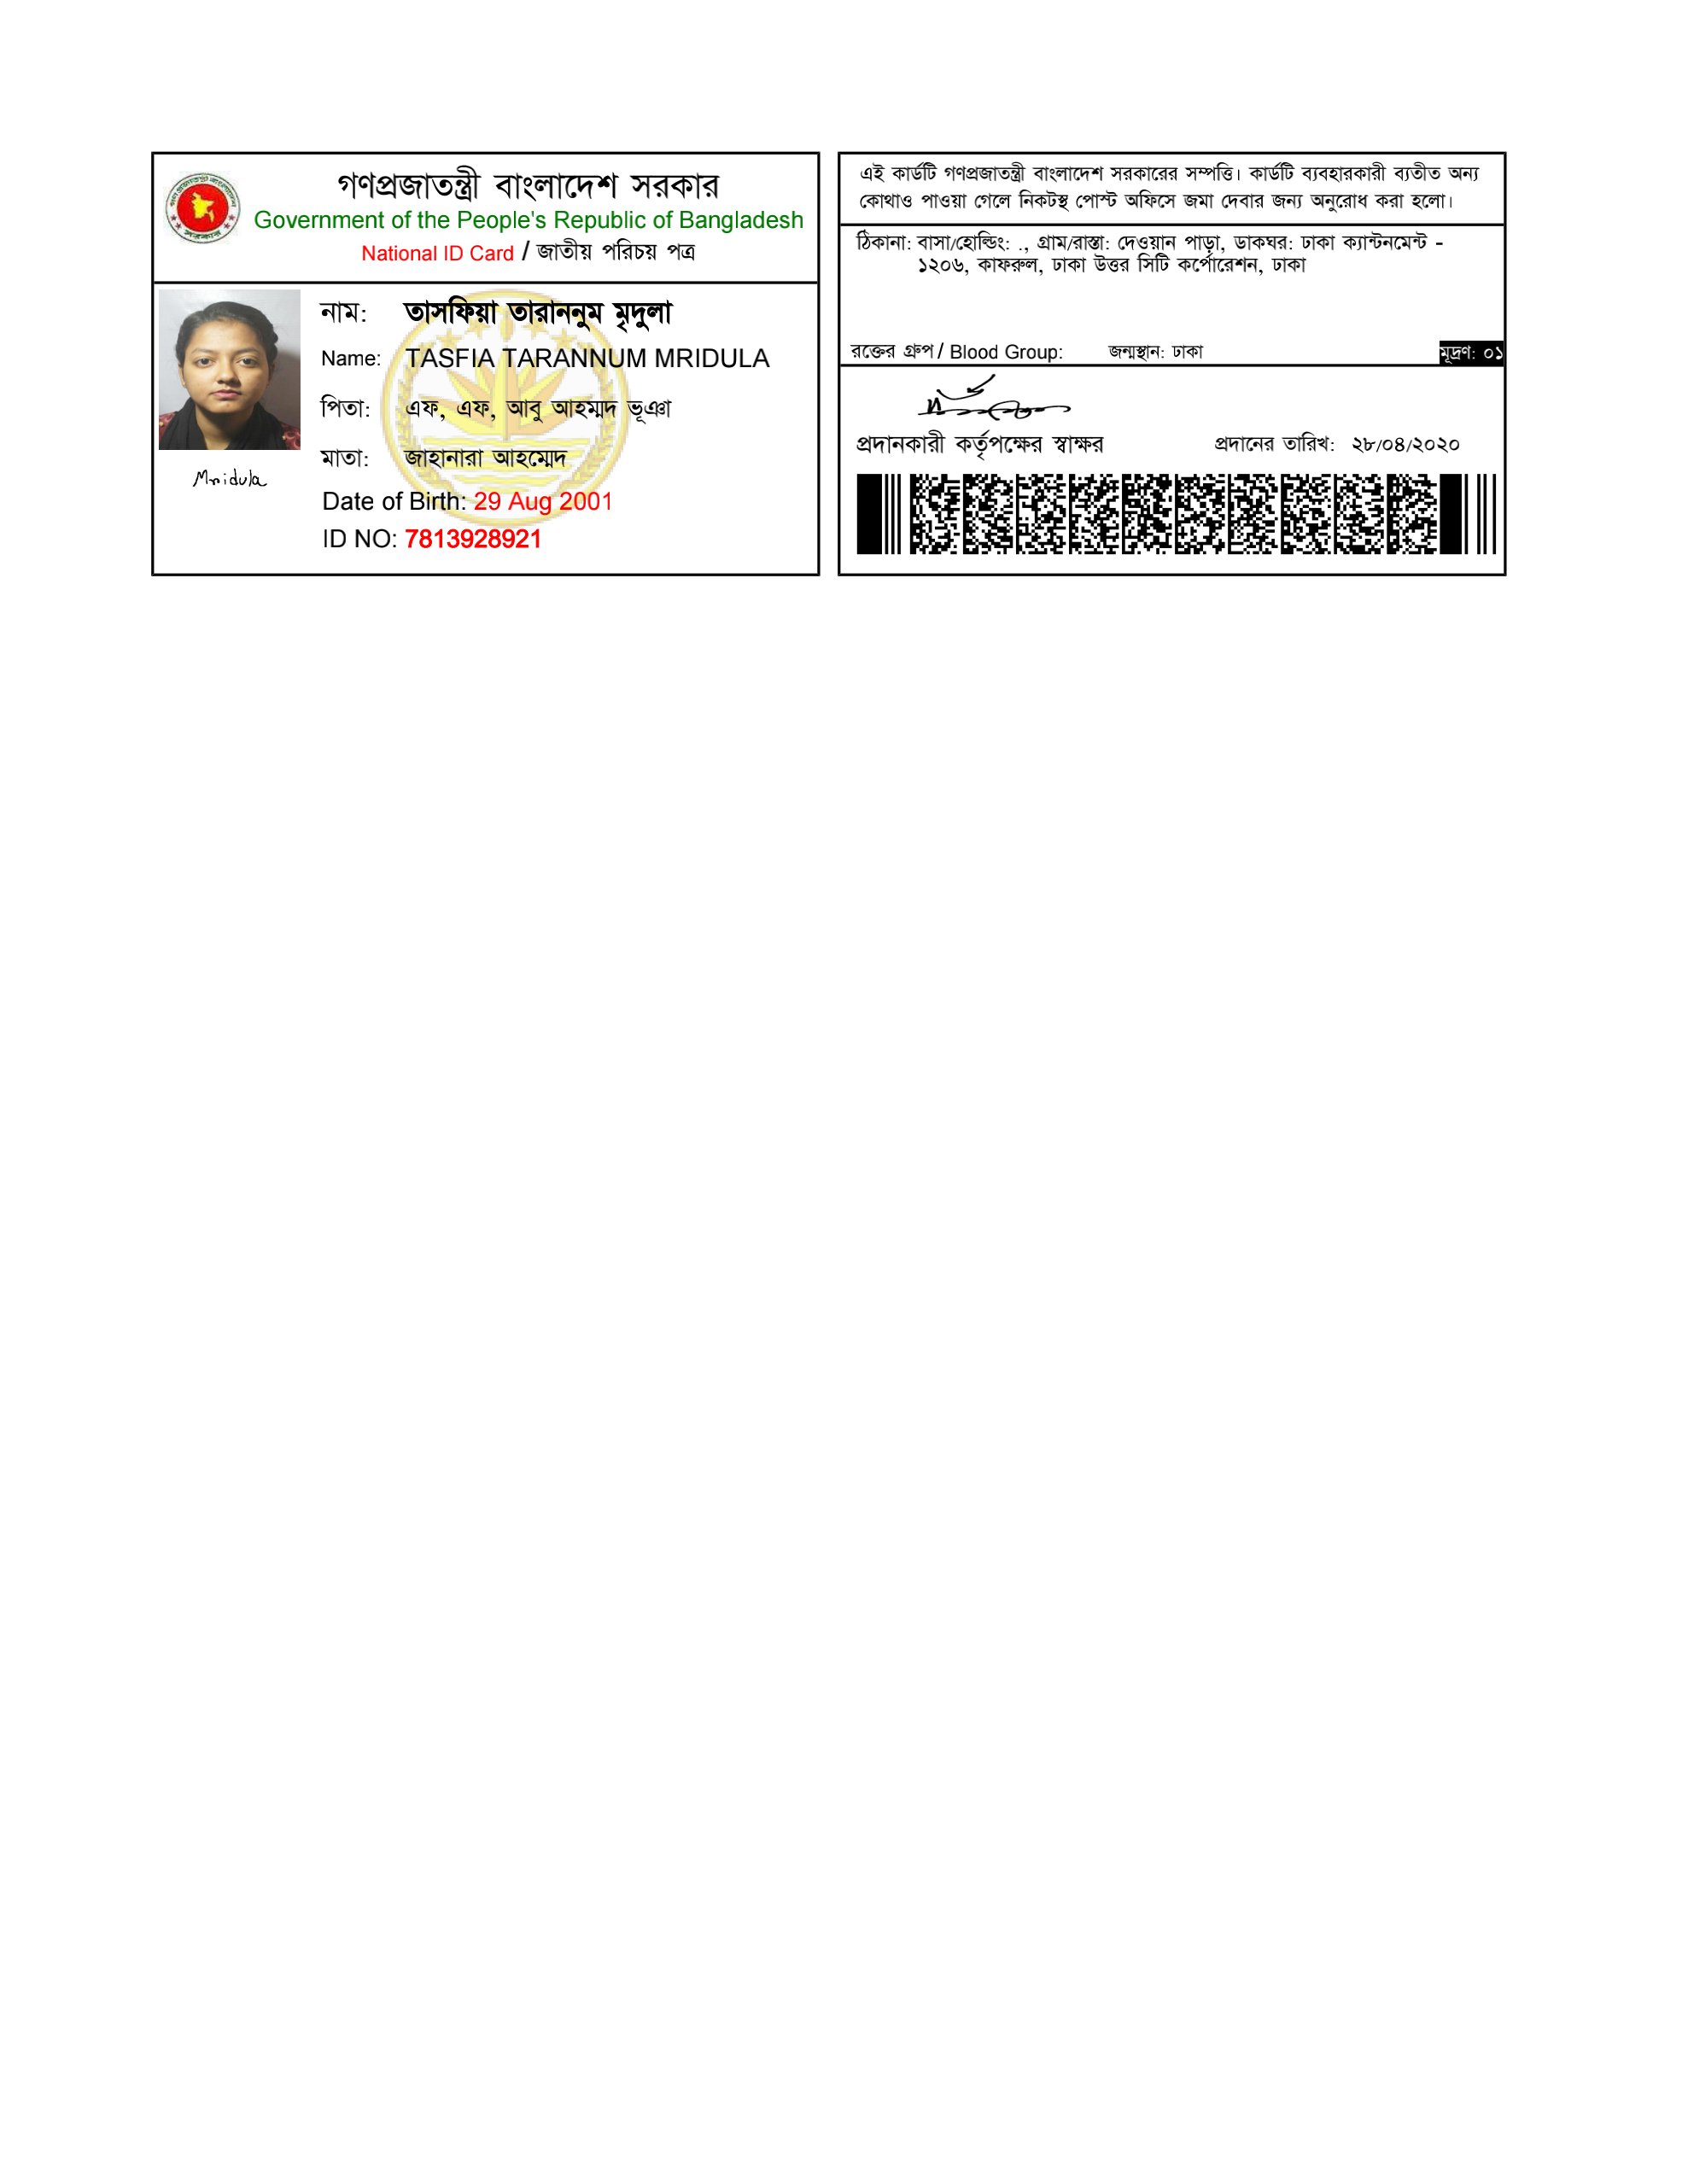 গণপ্রজাতন্ত্রী বাংলাদেশ সরকার
Government of the People's Republic of Bangladesh
National ID Card / জাতীয় পরিচয় পত্র
নাম: তাসফিয়া তারাননুম মৃদুলা
Name: TASFIA TARANNUM MRIDULA
পিতা: এফ, এফ, আবু আহম্মদ ভূঞা
মাতা: জাহানারা আহম্মেদ
Mridula
Date of Birth: 29 Aug 2001
ID NO: 7813928921
এই কার্ডটি গণপ্রজাতন্ত্রী বাংলাদেশ সরকারের সম্পত্তি। কার্ডটি ব্যবহারকারী ব্যতীত অন্য
কোথাও পাওয়া গেলে নিকটস্থ পোস্ট অফিসে জমা দেবার জন্য অনুরোধ করা হলো।
ঠিকানা: বাসা/হোল্ডিং: ., গ্রাম/রাস্তা: দেওয়ান পাড়া, ডাকঘর: ঢাকা ক্যান্টনমেন্ট -
১২০৬, কাফরুল, ঢাকা উত্তর সিটি কর্পোরেশন, ঢাকা
রক্তের গ্রুপ / Blood Group: জন্মস্থান: ঢাকা মূদ্রণ: ০১
প্রদানকারী কর্তৃপক্ষের স্বাক্ষর প্রদানের তারিখ: ২৮/০৪/২০২০